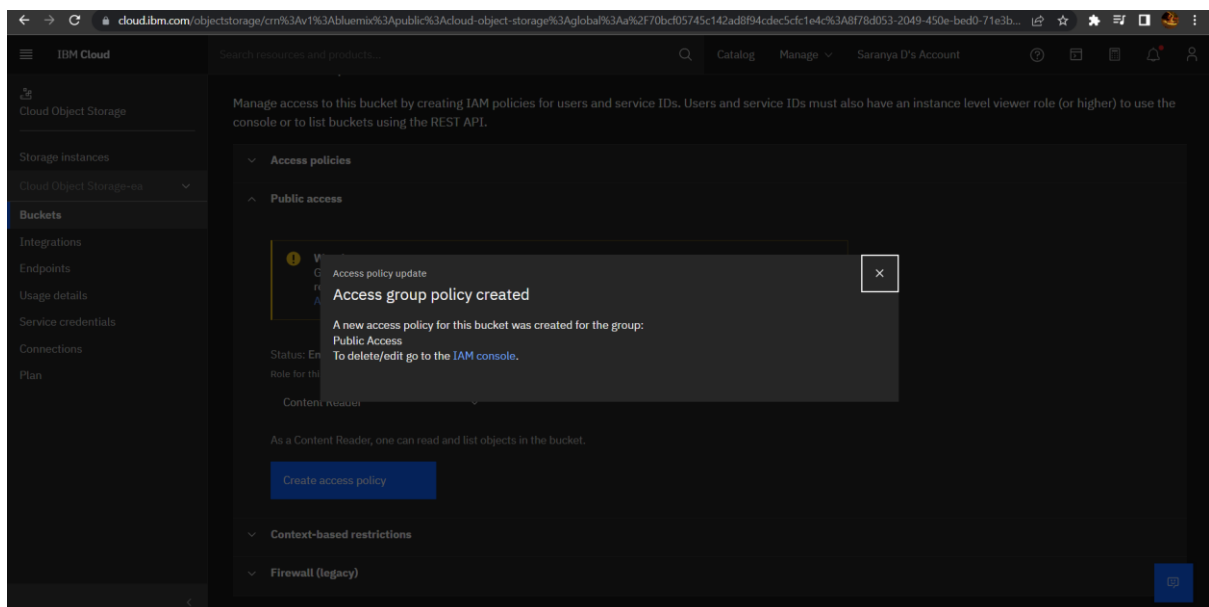 cloud.ibm.com/objectstorage/crn%3Av1%3Abluemix%3Apublic%3Acloud-object-storage%3Aglobal%3Aa%2F70bcf05745c142ad8f94cdec5cfc1e4c%3A8f78d053-2049-450e-bed0-71e3b...
IBM Cloud
Search resources and products...
Catalog
Manage
Saranya D's Account
Cloud Object Storage
Storage instances
Cloud Object Storage-ea
Buckets
Integrations
Endpoints
Usage details
Service credentials
Connections
Plan
Manage access to this bucket by creating IAM policies for users and service IDs. Users and service IDs must also have an instance level viewer role (or higher) to use the
console or to list buckets using the REST API.
Access policies
Public access
Access policy update
Access group policy created
A new access policy for this bucket was created for the group:
Public Access
To delete/edit go to the IAM console.
Status: En
Role for thi
Content Reader
As a Content Reader, one can read and list objects in the bucket.
Create access policy
Context-based restrictions
Firewall (legacy)